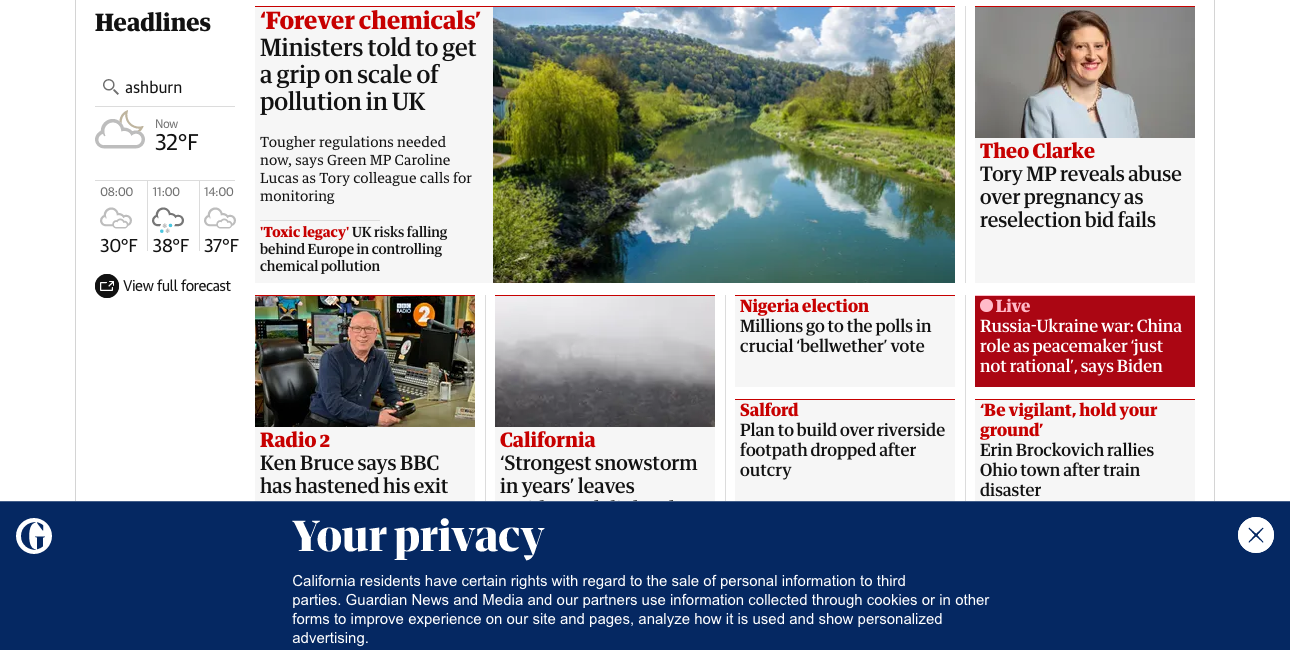 Headlines
ashburn
Now
32°F
08:00
11:00
14:00
30°F
38°F
37°F
View full forecast
‘Forever chemicals’
Ministers told to get
a grip on scale of
pollution in UK
Tougher regulations needed
now, says Green MP Caroline
Lucas as Tory colleague calls for
monitoring
'Toxic legacy' UK risks falling
behind Europe in controlling
chemical pollution
Theo Clarke
Tory MP reveals abuse
over pregnancy as
reselection bid fails
BBC
RADIO 2
2
Radio 2
Ken Bruce says BBC
has hastened his exit
California
‘Strongest snowstorm
in years’ leaves
Nigeria election
Millions go to the polls in
crucial ‘bellwether’ vote
Salford
Plan to build over riverside
footpath dropped after
outcry
Live
Russia-Ukraine war: China
role as peacemaker ‘just
not rational’, says Biden
‘Be vigilant, hold your
ground’
Erin Brockovich rallies
Ohio town after train
disaster
G
Your privacy
California residents have certain rights with regard to the sale of personal information to third
parties. Guardian News and Media and our partners use information collected through cookies or in other
forms to improve experience on our site and pages, analyze how it is used and show personalized
advertising.